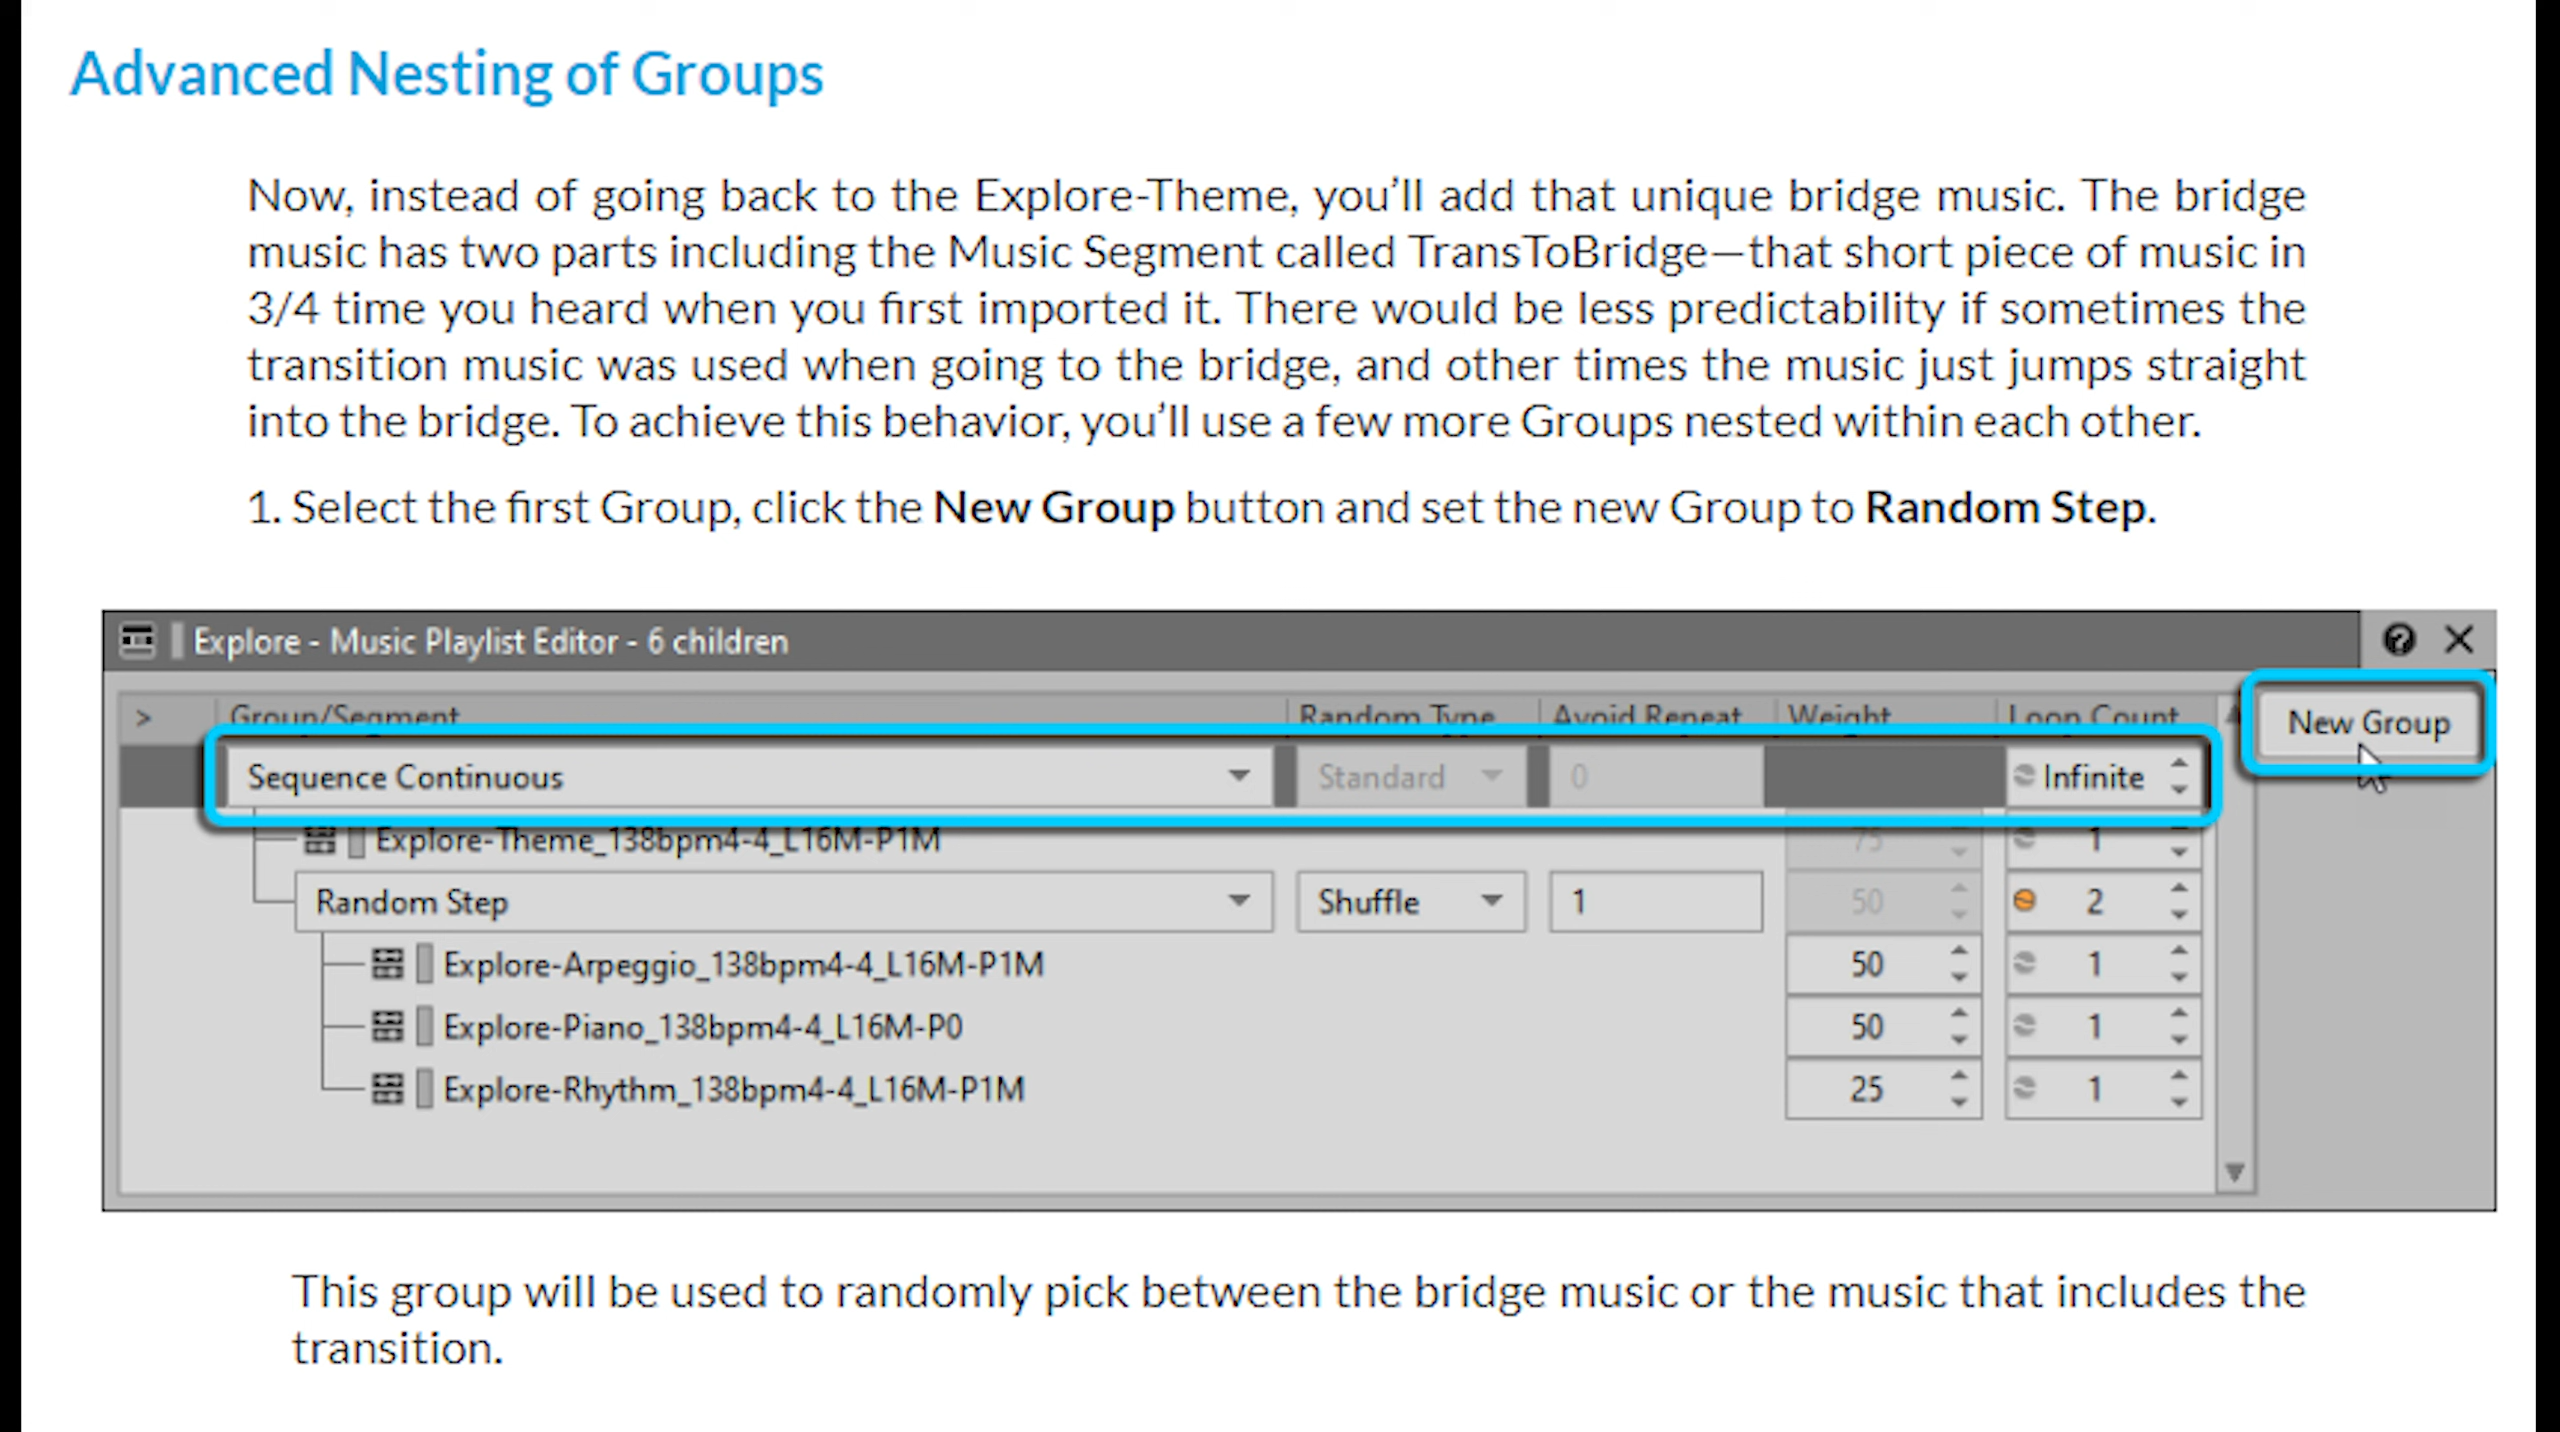 Advanced Nesting of Groups
Now, instead of going back to the Explore-Theme, you’ll add that unique bridge music. The bridge
music has two parts including the Music Segment called TransToBridge—that short piece of music in
3/4 time you heard when you first imported it. There would be less predictability if sometimes the
transition music was used when going to the bridge, and other times the music just jumps straight
into the bridge. To achieve this behavior, you’ll use a few more Groups nested within each other.
1. Select the first Group, click the New Group button and set the new Group to Random Step.
Explore - Music Playlist Editor - 6 children
> Group/Segment Random Type Avoid Repeat Weight Loop Count New Group
Sequence Continuous Standard 0 Infinite
Explore-Theme_138bpm4-4_L16M-P1M 75 1
Random Step Shuffle 1 50 2
Explore-Arpeggio_138bpm4-4_L16M-P1M 50 1
Explore-Piano_138bpm4-4_L16M-P0 50 1
Explore-Rhythm_138bpm4-4_L16M-P1M 25 1
This group will be used to randomly pick between the bridge music or the music that includes the
transition.